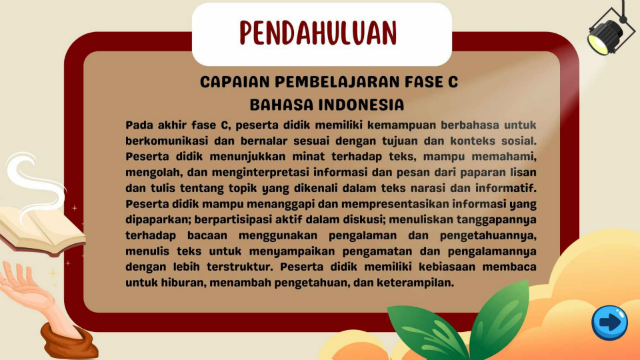 PENDAHULUAN
CAPAIAN PEMBELAJARAN FASE C
BAHASA INDONESIA
Pada akhir fase C, peserta didik memiliki kemampuan berbahasa untuk
berkomunikasi dan bernalar sesuai dengan tujuan dan konteks sosial.
Peserta didik menunjukkan minat terhadap teks, mampu memahami,
mengolah, dan menginterpretasi informasi dan pesan dari paparan lisan
dan tulis tentang topik yang dikenali dalam teks narasi dan informatif.
Peserta didik mampu menanggapi dan mempresentasikan informasi yang
dipaparkan; berpartisipasi aktif dalam diskusi; menuliskan tanggapannya
terhadap bacaan menggunakan pengalaman dan pengetahuannya,
menulis teks untuk menyampaikan pengamatan dan pengalamannya
dengan lebih terstruktur. Peserta didik memiliki kebiasaan membaca
untuk hiburan, menambah pengetahuan, dan keterampilan.